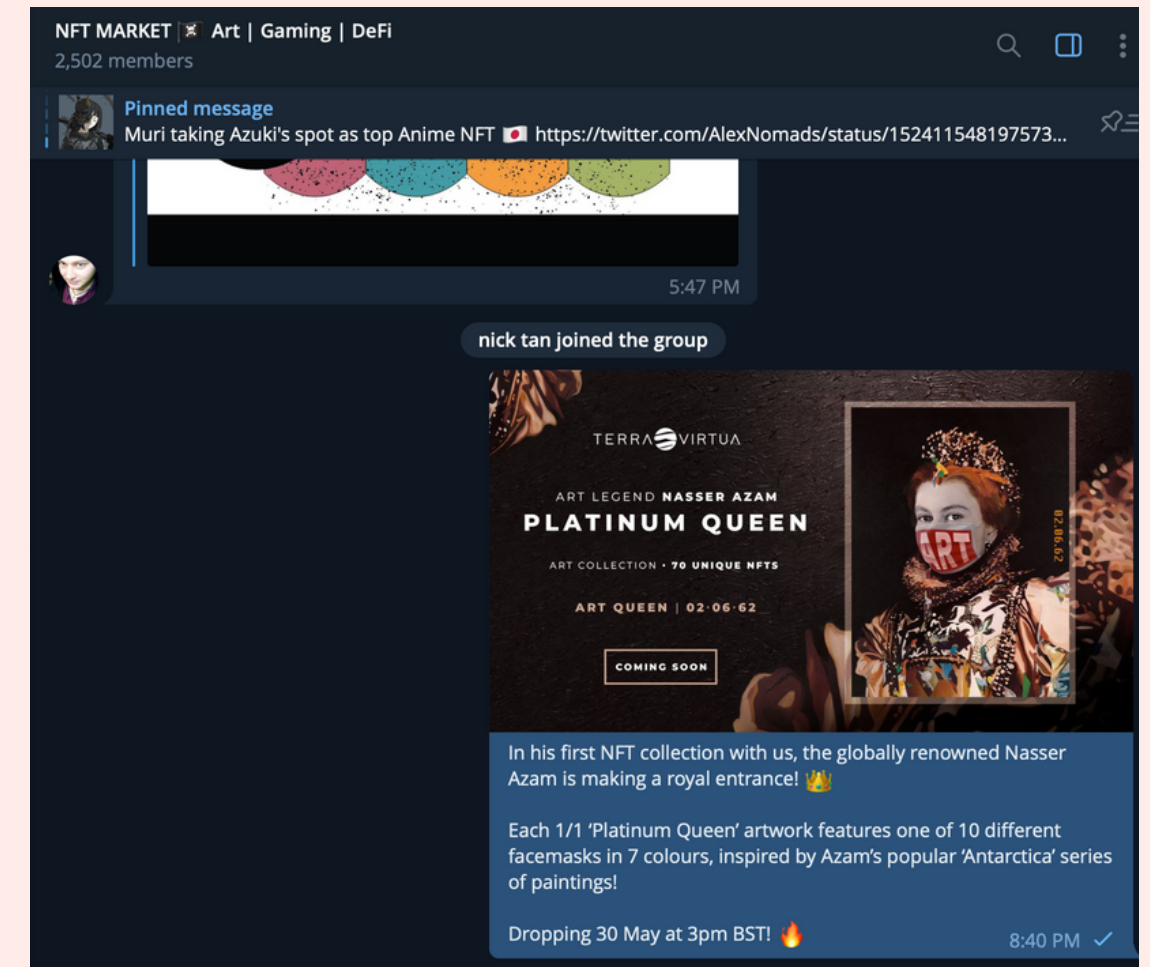 NFT MARKET 🏴‍☠️ Art | Gaming | DeFi
2,502 members
Pinned message
Muri taking Azuki's spot as top Anime NFT 🇯🇵 https://twitter.com/AlexNomads/status/152411548197573...
5:47 PM
nick tan joined the group
TERRA VIRTUA
ART LEGEND NASSER AZAM
PLATINUM QUEEN
ART COLLECTION • 70 UNIQUE NFTS
ART QUEEN | 02·06·62
COMING SOON
ART
02.06.62
In his first NFT collection with us, the globally renowned Nasser
Azam is making a royal entrance! 👑
Each 1/1 ‘Platinum Queen’ artwork features one of 10 different
facemasks in 7 colours, inspired by Azam’s popular ‘Antarctica’ series
of paintings!
Dropping 30 May at 3pm BST! 🔥
8:40 PM